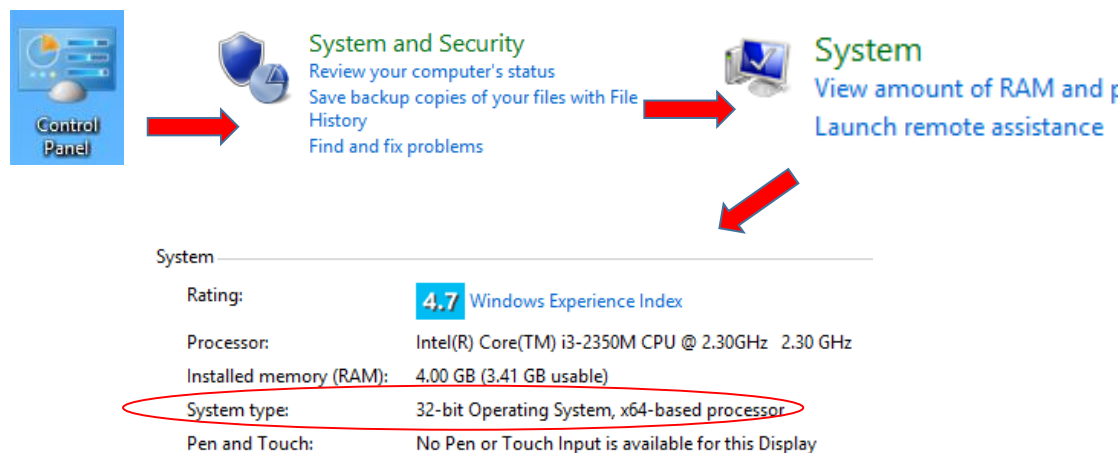 Control
Panel
System and Security
Review your computer's status
Save backup copies of your files with File
History
Find and fix problems
System
View amount of RAM and
Launch remote assistance
System
Rating: 4.7 Windows Experience Index
Processor: Intel(R) Core(TM) i3-2350M CPU @ 2.30GHz 2.30 GHz
Installed memory (RAM): 4.00 GB (3.41 GB usable)
System type: 32-bit Operating System, x64-based processor
Pen and Touch: No Pen or Touch Input is available for this Display